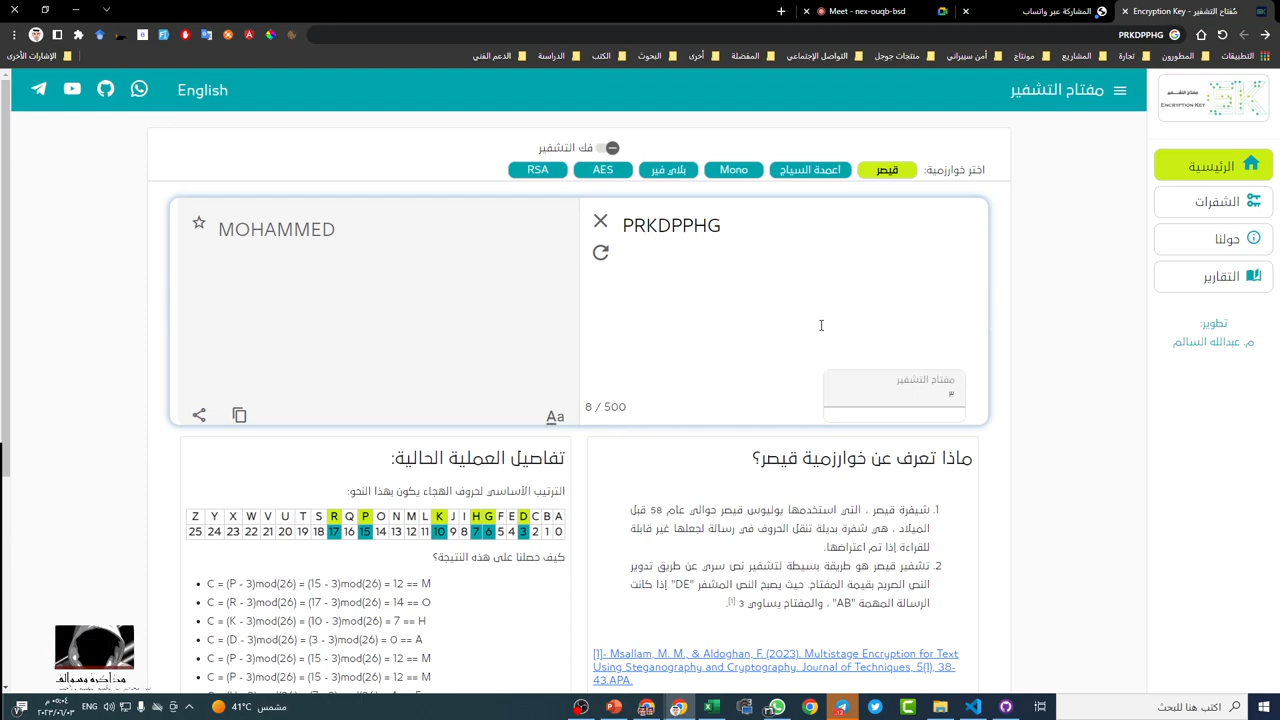 Encryption Key - فك التشفير
المشاركة عبر واتساب
Meet - nex-ouqb-bsd
PRKDPPHG
التطبيقات
المطورون
تجارة
المشاريع
مونتاج
أمن سيبراني
منتجات جوجل
التواصل الإجتماعي
المفضلة
أخرى
البحوث
الكتب
الدراسة
الدعم الفني
الإشارات الأخرى
مفتاح التشفير
English
مفتاح التشفير
ENCRYPTION KEY
الرئيسية
الشفرات
حولنا
التقارير
تطوير:
م. عبدالله السالم
فك التشفير
اختر خوارزمية: قيصر اعمدة السياج Mono بلاي فير AES RSA
PRKDPPHG
MOHAMMED
مفتاح التشفير
٣
8 / 500
Aa
ماذا تعرف عن خوارزمية قيصر؟
1. شيفرة قيصر ، التي استخدمها يوليوس قيصر حوالي عام 58 قبل
الميلاد ، هي شفرة بديلة تنقل الحروف في رسالة لجعلها غير قابلة
للقراءة إذا تم اعتراضها.
2. تشفير قيصر هو طريقة بسيطة لتشفير نص سري عن طريق تدوير
النص الصريح بقيمة المفتاح. حيث يصبح النص المشفر "DE" إذا كانت
الرسالة المهمة "AB" ، والمفتاح يساوي 3 [1].
[1]- Msallam, M. M., & Aldoghan, F. (2023). Multistage Encryption for Text
Using Steganography and Cryptography. Journal of Techniques, 5(1), 38-
43.APA.
تفاصيل العملية الحالية:
الترتيب الأساسي لحروف الهجاء يكون بهذا النحو:
Z Y X W V U T S R Q P O N M L K J I H G F E D C B A
25 24 23 22 21 20 19 18 17 16 15 14 13 12 11 10 9 8 7 6 5 4 3 2 1 0
كيف حصلنا على هذه النتيجة؟
• C = (P - 3)mod(26) = (15 - 3)mod(26) = 12 == M
• C = (R - 3)mod(26) = (17 - 3)mod(26) = 14 == O
• C = (K - 3)mod(26) = (10 - 3)mod(26) = 7 == H
• C = (D - 3)mod(26) = (3 - 3)mod(26) = 0 == A
• C = (P - 3)mod(26) = (15 - 3)mod(26) = 12 == M
• C = (P - 3)mod(26) = (15 - 3)mod(26) = 12 == M
اكتب هنا للبحث
12
41°C مشمس
ENG